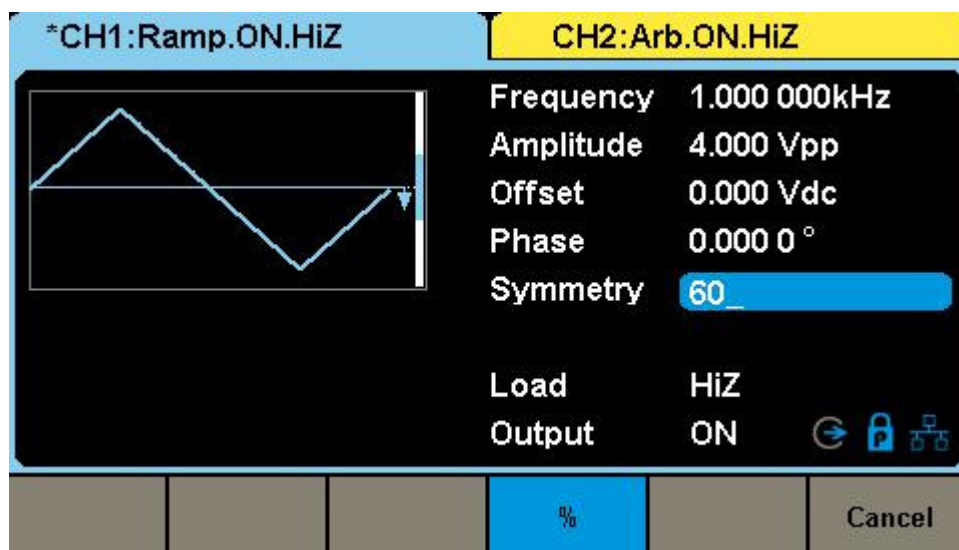 *CH1:Ramp.ON.HiZ
CH2:Arb.ON.HiZ
Frequency 1.000 000kHz
Amplitude 4.000 Vpp
Offset 0.000 Vdc
Phase 0.000 0 °
Symmetry 60_
Load HiZ
Output ON P
% Cancel